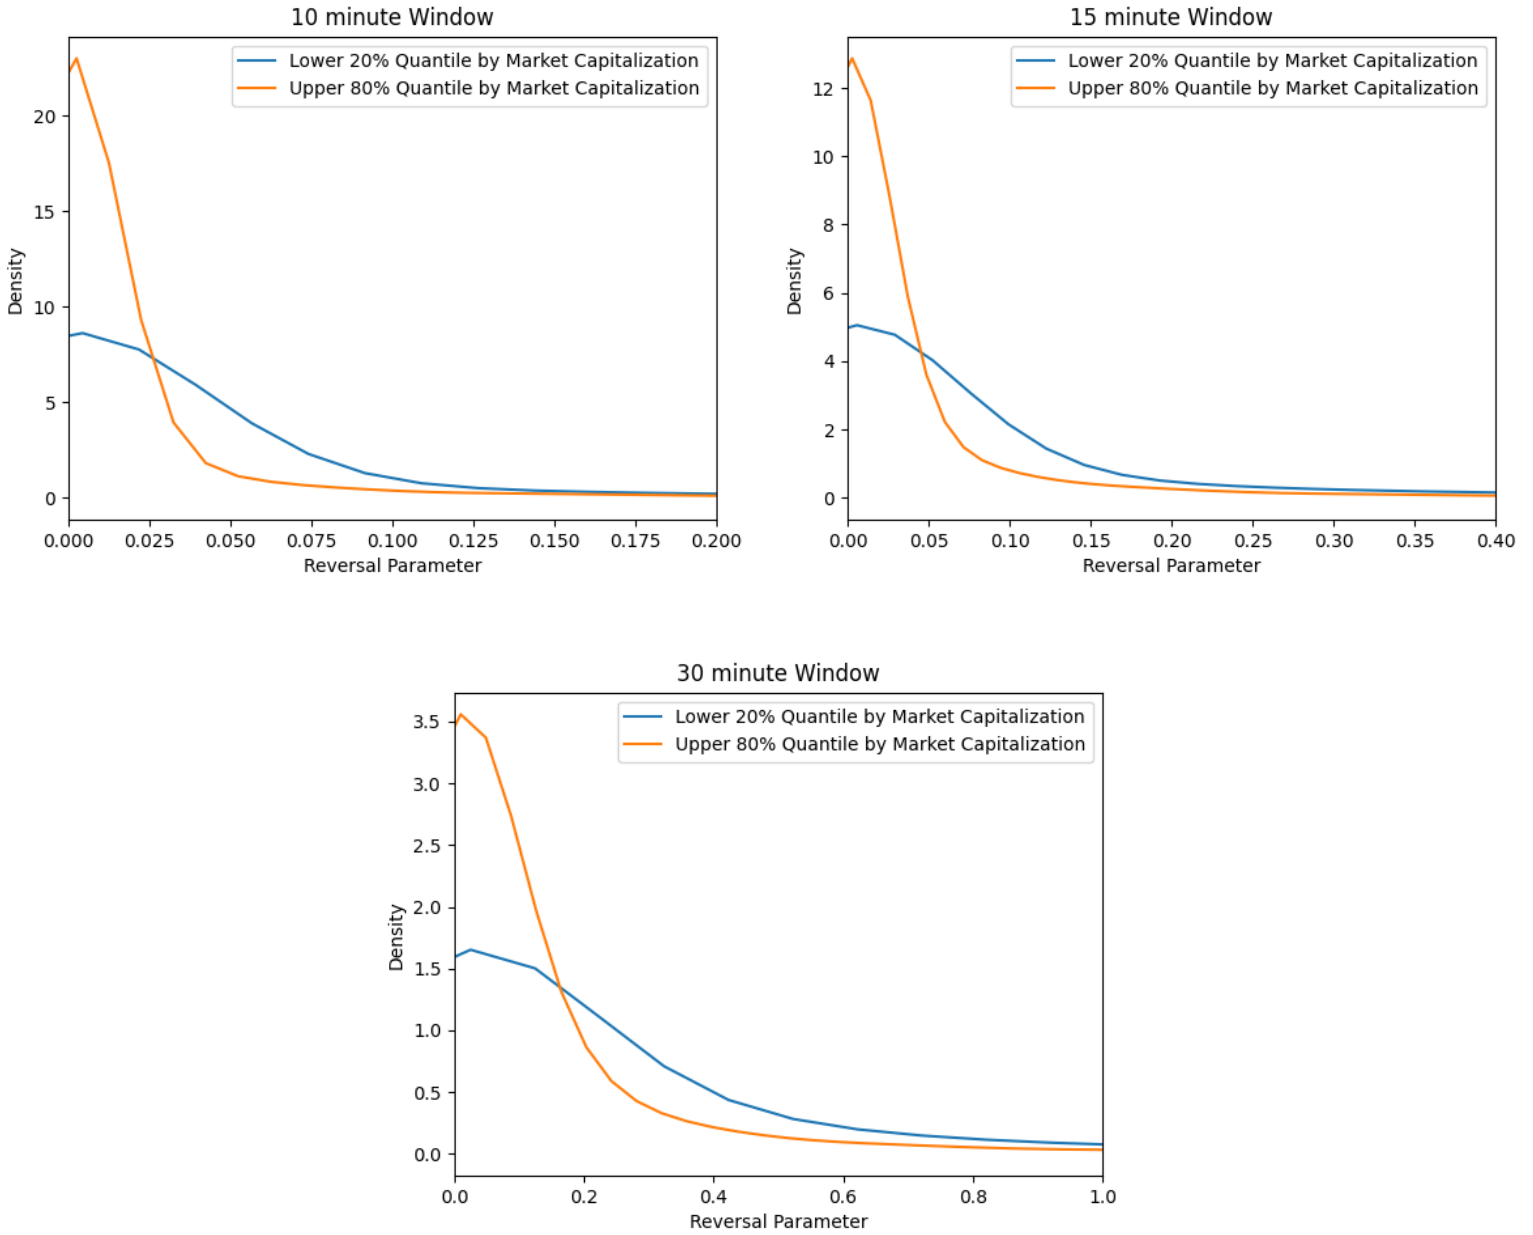 10 minute Window
Lower 20% Quantile by Market Capitalization
Upper 80% Quantile by Market Capitalization
Density
20
15
10
5
0
0.000 0.025 0.050 0.075 0.100 0.125 0.150 0.175 0.200
Reversal Parameter
15 minute Window
Lower 20% Quantile by Market Capitalization
Upper 80% Quantile by Market Capitalization
Density
12
10
8
6
4
2
0
0.00 0.05 0.10 0.15 0.20 0.25 0.30 0.35 0.40
Reversal Parameter
30 minute Window
Lower 20% Quantile by Market Capitalization
Upper 80% Quantile by Market Capitalization
Density
3.5
3.0
2.5
2.0
1.5
1.0
0.5
0.0
0.0 0.2 0.4 0.6 0.8 1.0
Reversal Parameter